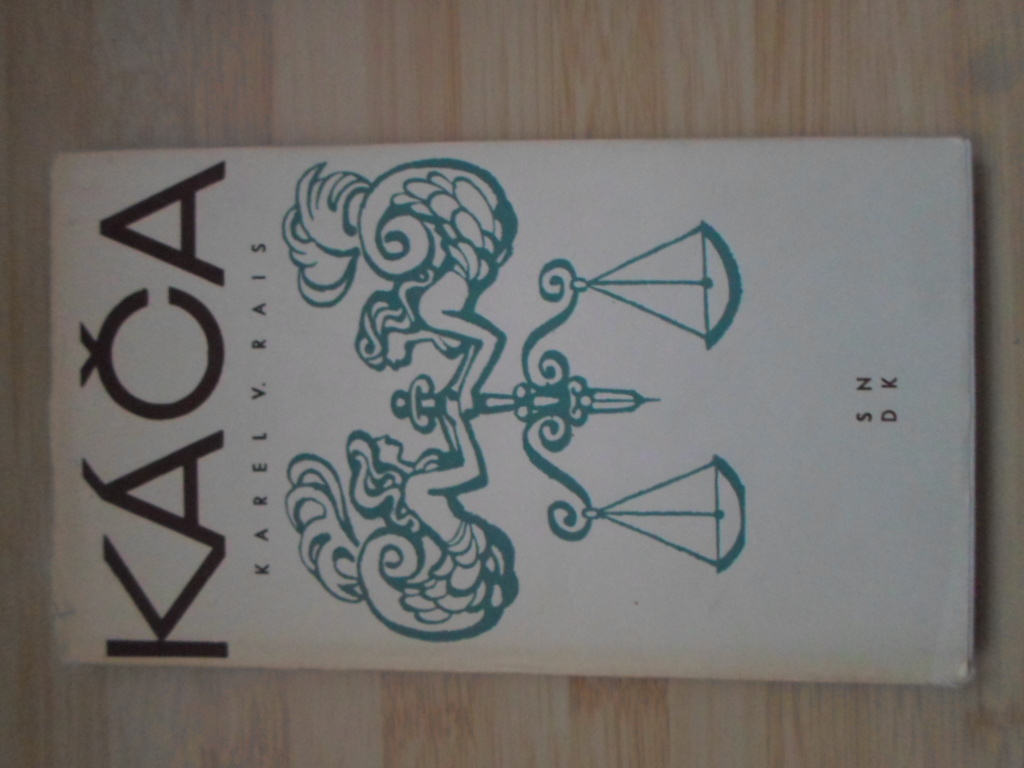 KÁČA
KAREL V. RAIS
SN
DK